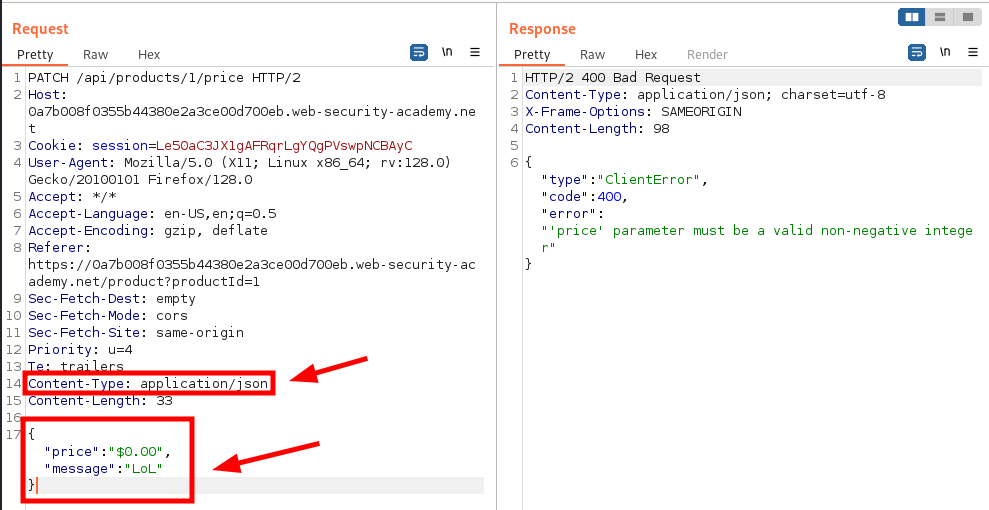 Request
Pretty Raw Hex
\n
1 PATCH /api/products/1/price HTTP/2
2 Host:
0a7b008f0355b44380e2a3ce00d700eb.web-security-academy.ne
t
3 Cookie: session=Le50aC3JX1gAFRqrLgYQgPVswpNCBAyC
4 User-Agent: Mozilla/5.0 (X11; Linux x86_64; rv:128.0)
Gecko/20100101 Firefox/128.0
5 Accept: */*
6 Accept-Language: en-US,en;q=0.5
7 Accept-Encoding: gzip, deflate
8 Referer:
https://0a7b008f0355b44380e2a3ce00d700eb.web-security-ac
ademy.net/product?productId=1
9 Sec-Fetch-Dest: empty
10 Sec-Fetch-Mode: cors
11 Sec-Fetch-Site: same-origin
12 Priority: u=4
13 Te: trailers
14 Content-Type: application/json
15 Content-Length: 33
16
17 {
"price":"$0.00",
"message":"LoL"
}
Response
Pretty Raw Hex Render
\n
1 HTTP/2 400 Bad Request
2 Content-Type: application/json; charset=utf-8
3 X-Frame-Options: SAMEORIGIN
4 Content-Length: 98
5
6 {
"type":"ClientError",
"code":400,
"error":
"'price' parameter must be a valid non-negative intege
r"
}